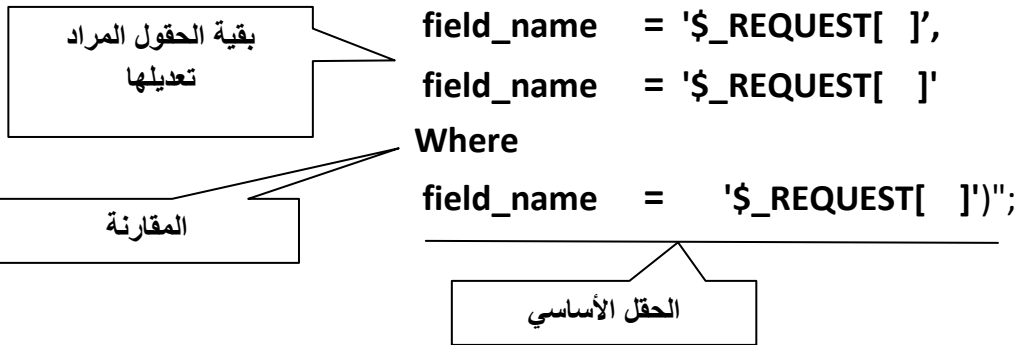 بقية الحقول المراد
تعديلها
field_name = '$_REQUEST[ ]’,
field_name = '$_REQUEST[ ]'
Where
field_name = '$_REQUEST[ ]')";
المقارنة
الحقل الأساسي